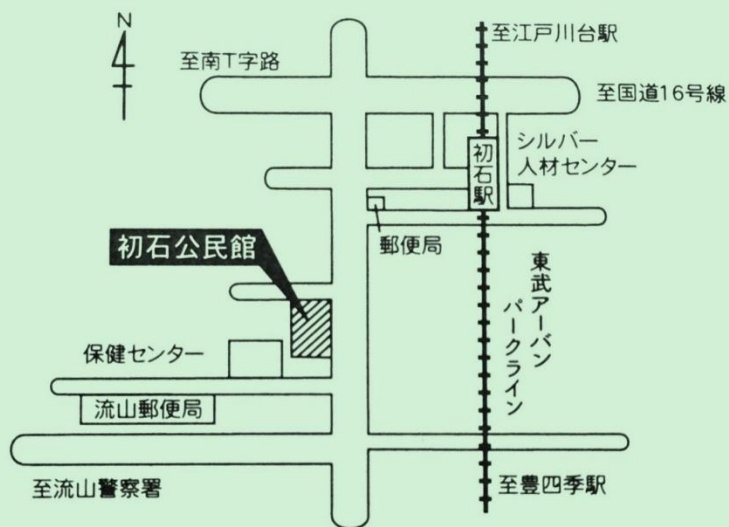 N
至江戸川台駅
至南T字路
至国道16号線
シルバー
人材センター
初石駅
郵便局
初石公民館
東武アーバン
パークライン
保健センター
流山郵便局
至流山警察署
至豊四季駅